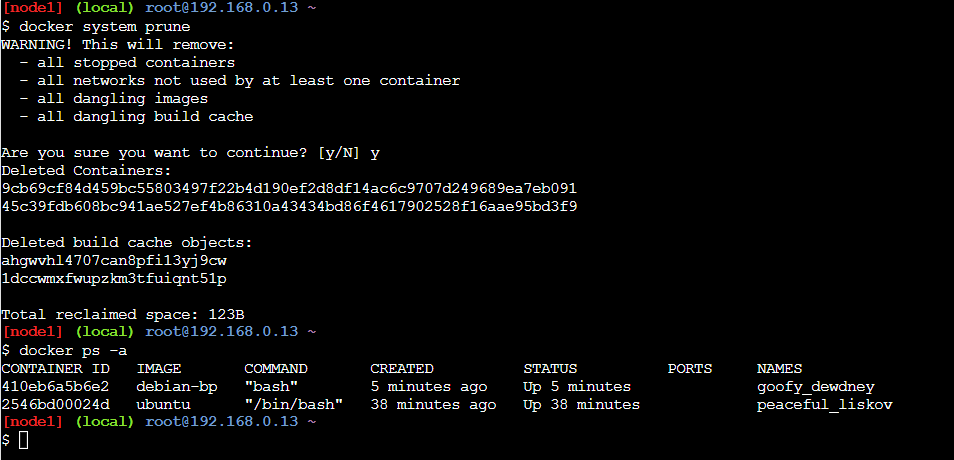 [node1] (local) root@192.168.0.13 ~
$ docker system prune
WARNING! This will remove:
  - all stopped containers
  - all networks not used by at least one container
  - all dangling images
  - all dangling build cache

Are you sure you want to continue? [y/N] y
Deleted Containers:
9cb69cf84d459bc55803497f22b4d190ef2d8df14ac6c9707d249689ea7eb091
45c39fdb608bc941ae527ef4b86310a43434bd86f4617902528f16aae95bd3f9

Deleted build cache objects:
ahgwvhl4707can8pfi13yj9cw
1dccwmxfwupzkm3tfuiqnt51p

Total reclaimed space: 123B
[node1] (local) root@192.168.0.13 ~
$ docker ps -a
CONTAINER ID   IMAGE       COMMAND       CREATED          STATUS          PORTS     NAMES
410eb6a5b6e2   debian-bp   "bash"        5 minutes ago    Up 5 minutes              goofy_dewdney
2546bd00024d   ubuntu      "/bin/bash"   38 minutes ago   Up 38 minutes             peaceful_liskov
[node1] (local) root@192.168.0.13 ~
$